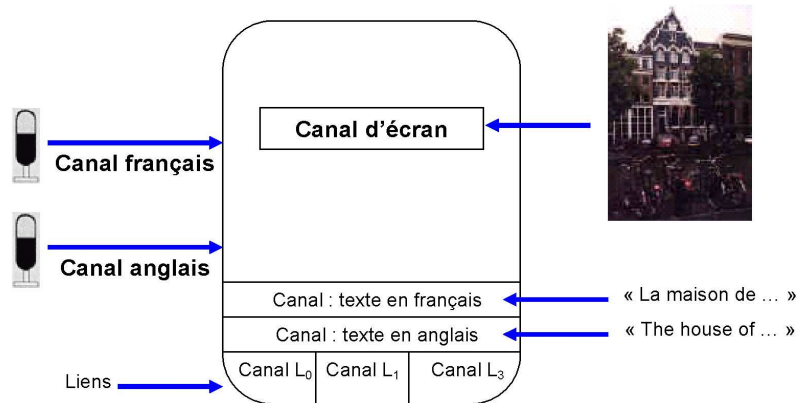 Canal d'écran
Canal français
Canal anglais
Canal : texte en français
« La maison de … »
Canal : texte en anglais
« The house of … »
Liens
Canal L₀
Canal L₁
Canal L₃